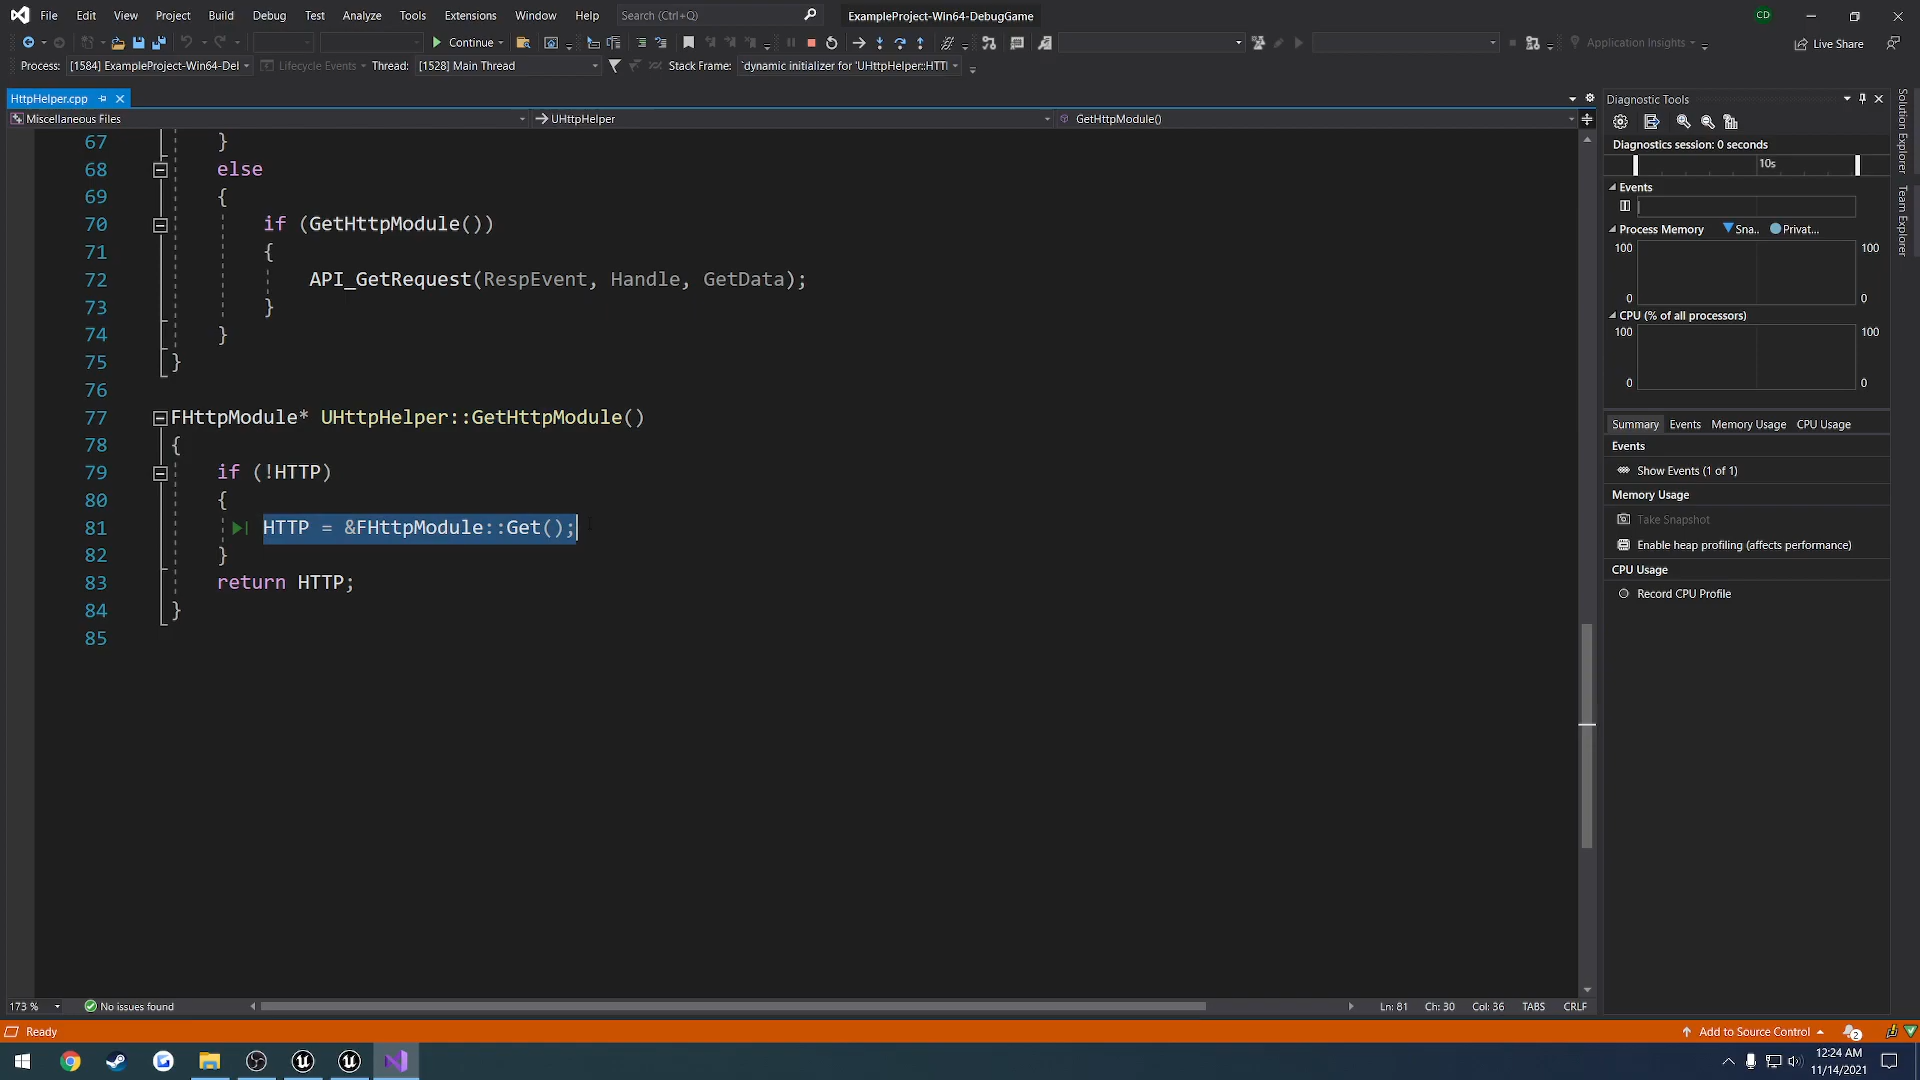 File Edit View Project Build Debug Test Analyze Tools Extensions Window Help Search (Ctrl+Q) ExampleProject-Win64-DebugGame CD
Continue Application Insights Live Share
Process: [1584] ExampleProject-Win64-Del Lifecycle Events Thread: [1528] Main Thread Stack Frame: `dynamic initializer for 'UHttpHelper::HTTI
HttpHelper.cpp
Miscellaneous Files UHttpHelper GetHttpModule()
67 }
68 else
69 {
70 if (GetHttpModule())
71 {
72 API_GetRequest(RespEvent, Handle, GetData);
73 }
74 }
75 }
76
77 FHttpModule* UHttpHelper::GetHttpModule()
78 {
79 if (!HTTP)
80 {
81 HTTP = &FHttpModule::Get();
82 }
83 return HTTP;
84 }
85
173 % No issues found Ln: 81 Ch: 30 Col: 36 TABS CRLF
Diagnostic Tools
Diagnostics session: 0 seconds
10s
Events
Process Memory Sna.. Privat...
100 100
0 0
CPU (% of all processors)
100 100
0 0
Summary Events Memory Usage CPU Usage
Events
Show Events (1 of 1)
Memory Usage
Take Snapshot
Enable heap profiling (affects performance)
CPU Usage
Record CPU Profile
Solution Explorer
Team Explorer
Ready Add to Source Control 2
12:24 AM
11/14/2021